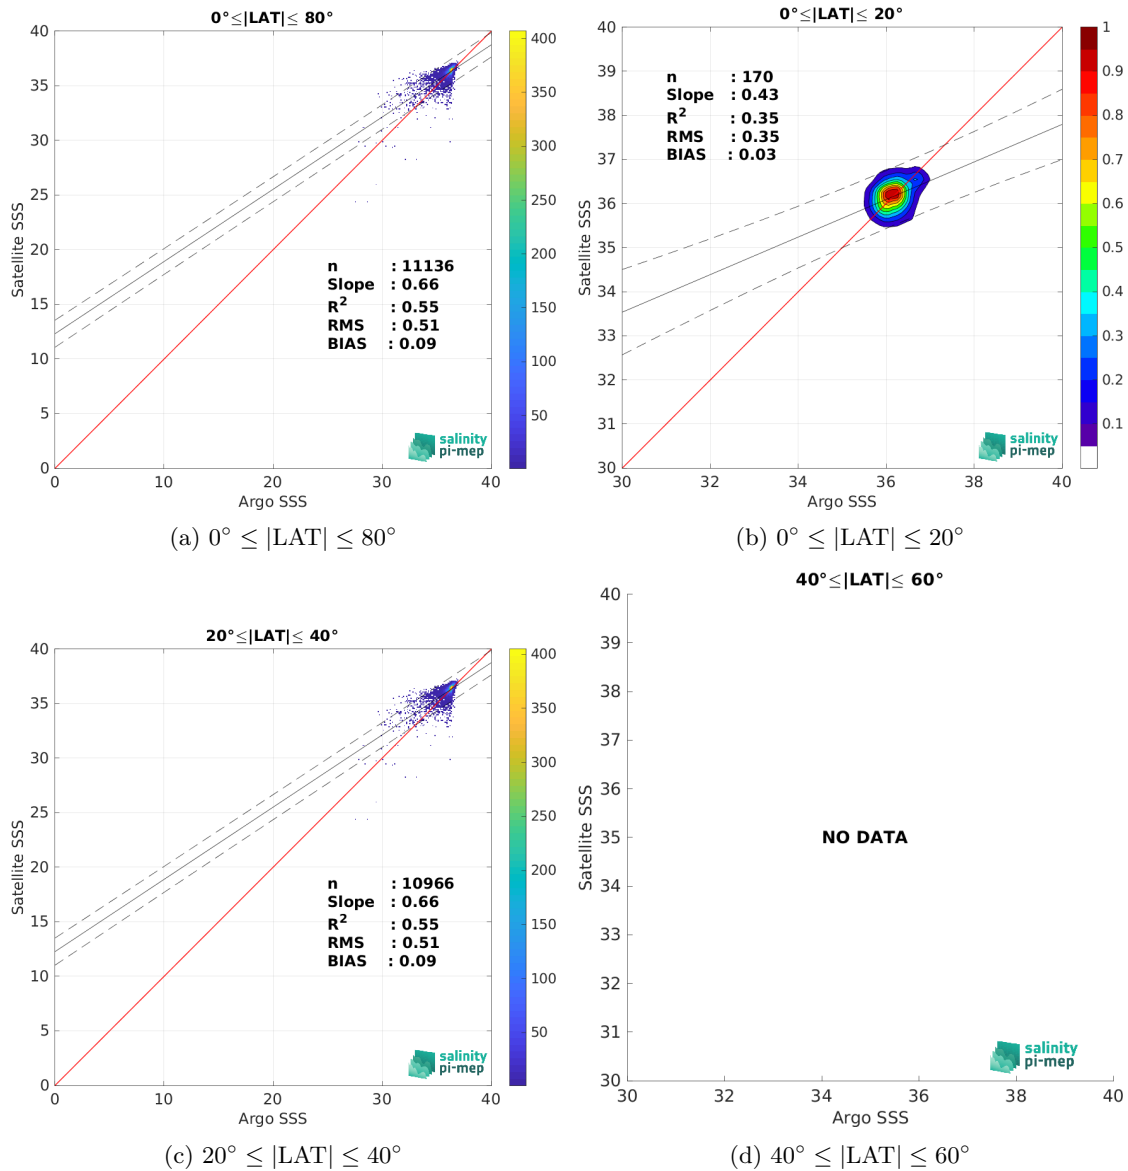 0°≤|LAT|≤ 80°
40
35
30
25
20
15
10
5
0
0
10
20
30
40
Satellite SSS
Argo SSS
n : 11136
Slope : 0.66
R² : 0.55
RMS : 0.51
BIAS : 0.09
salinity
pi-mep
400
350
300
250
200
150
100
50
(a) 0° ≤ |LAT| ≤ 80°
0°≤|LAT|≤ 20°
40
39
38
37
36
35
34
33
32
31
30
30
32
34
36
38
40
Satellite SSS
Argo SSS
n : 170
Slope : 0.43
R² : 0.35
RMS : 0.35
BIAS : 0.03
salinity
pi-mep
1
0.9
0.8
0.7
0.6
0.5
0.4
0.3
0.2
0.1
(b) 0° ≤ |LAT| ≤ 20°
20°≤|LAT|≤ 40°
40
35
30
25
20
15
10
5
0
0
10
20
30
40
Satellite SSS
Argo SSS
n : 10966
Slope : 0.66
R² : 0.55
RMS : 0.51
BIAS : 0.09
salinity
pi-mep
400
350
300
250
200
150
100
50
(c) 20° ≤ |LAT| ≤ 40°
40°≤|LAT|≤ 60°
40
39
38
37
36
35
34
33
32
31
30
30
32
34
36
38
40
Satellite SSS
Argo SSS
NO DATA
salinity
pi-mep
(d) 40° ≤ |LAT| ≤ 60°